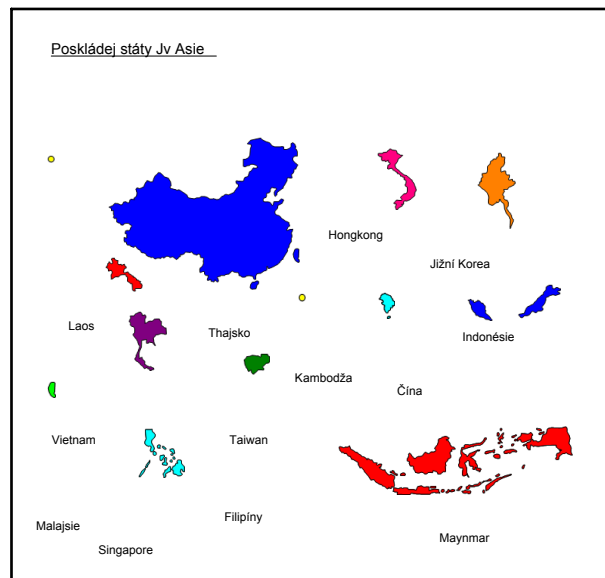 Poskládej státy Jv Asie
Hongkong
Jižní Korea
Laos
Thajsko
Indonésie
Kambodža
Čína
Vietnam
Taiwan
Malajsie
Filipíny
Singapore
Maynmar